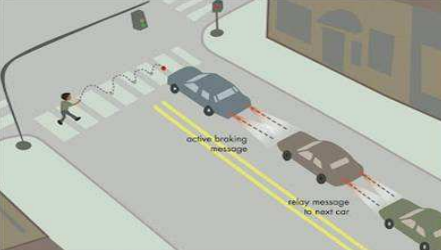 active braking
message
relay message
to next car